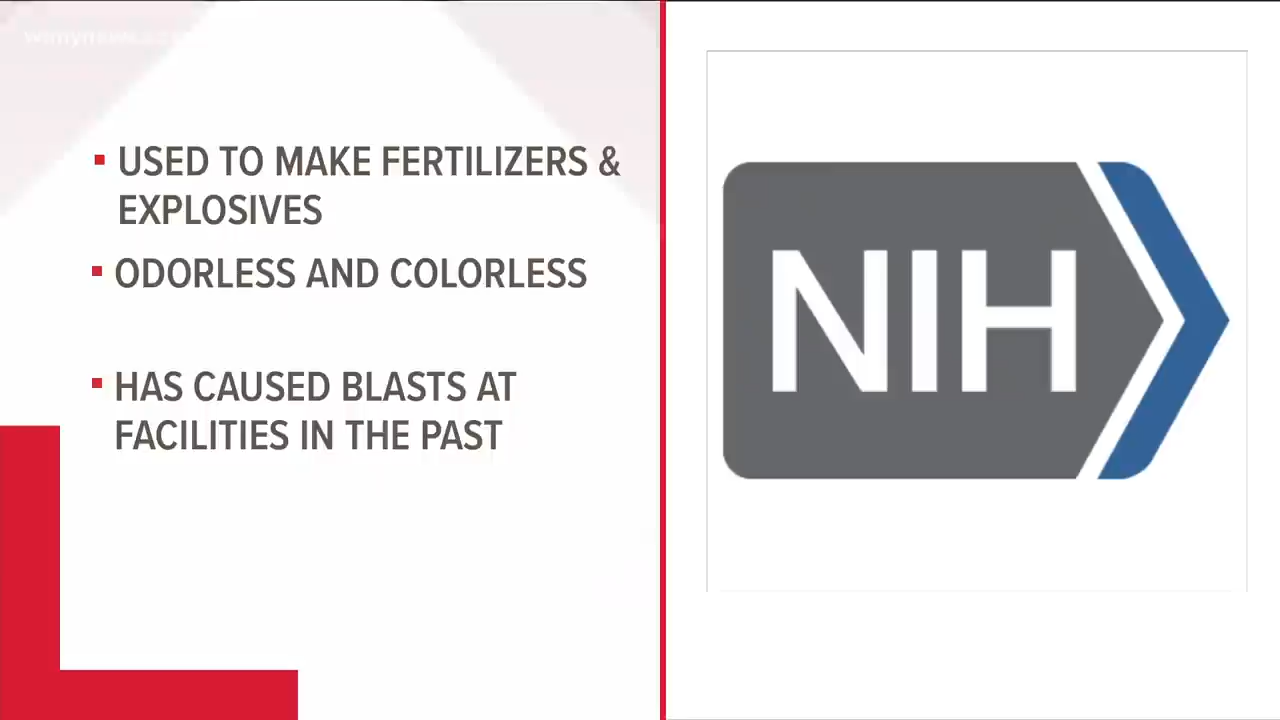 USED TO MAKE FERTILIZERS &
EXPLOSIVES
ODORLESS AND COLORLESS
HAS CAUSED BLASTS AT
FACILITIES IN THE PAST
NIH